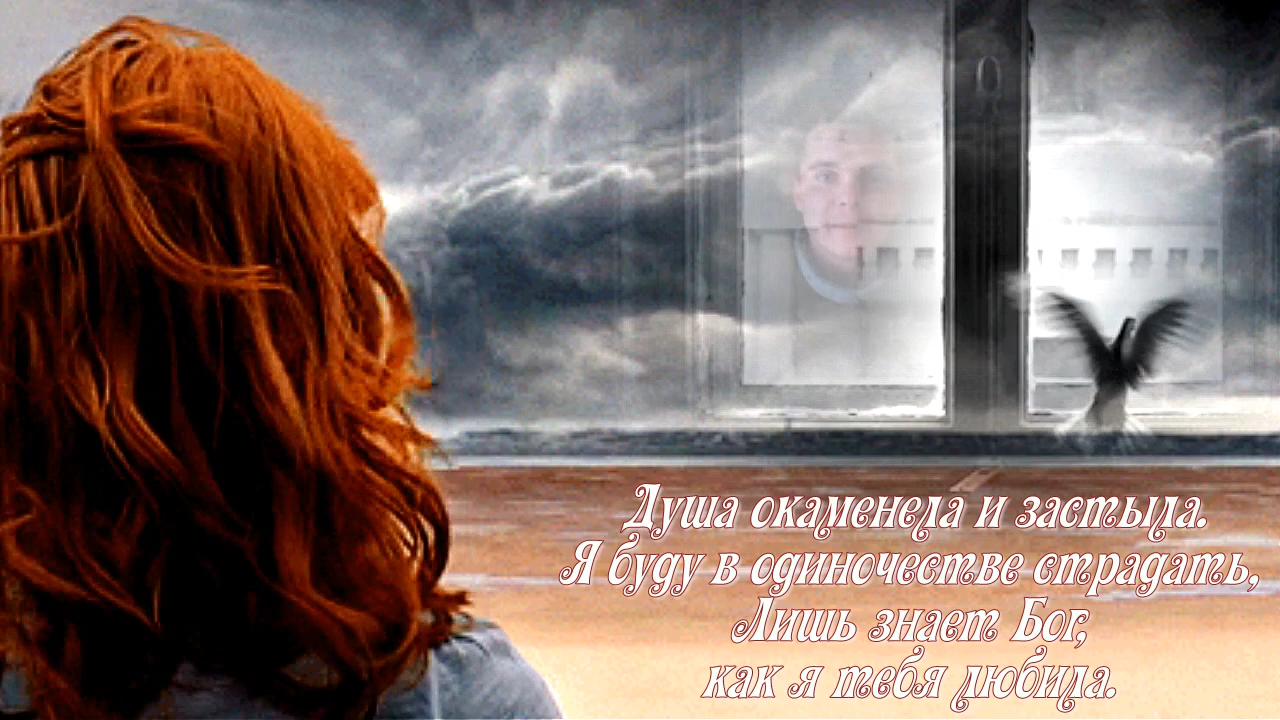 Душа окаменела и застыла.
Я буду в одиночестве страдать,
Лишь знает Бог,
как я тебя любила.